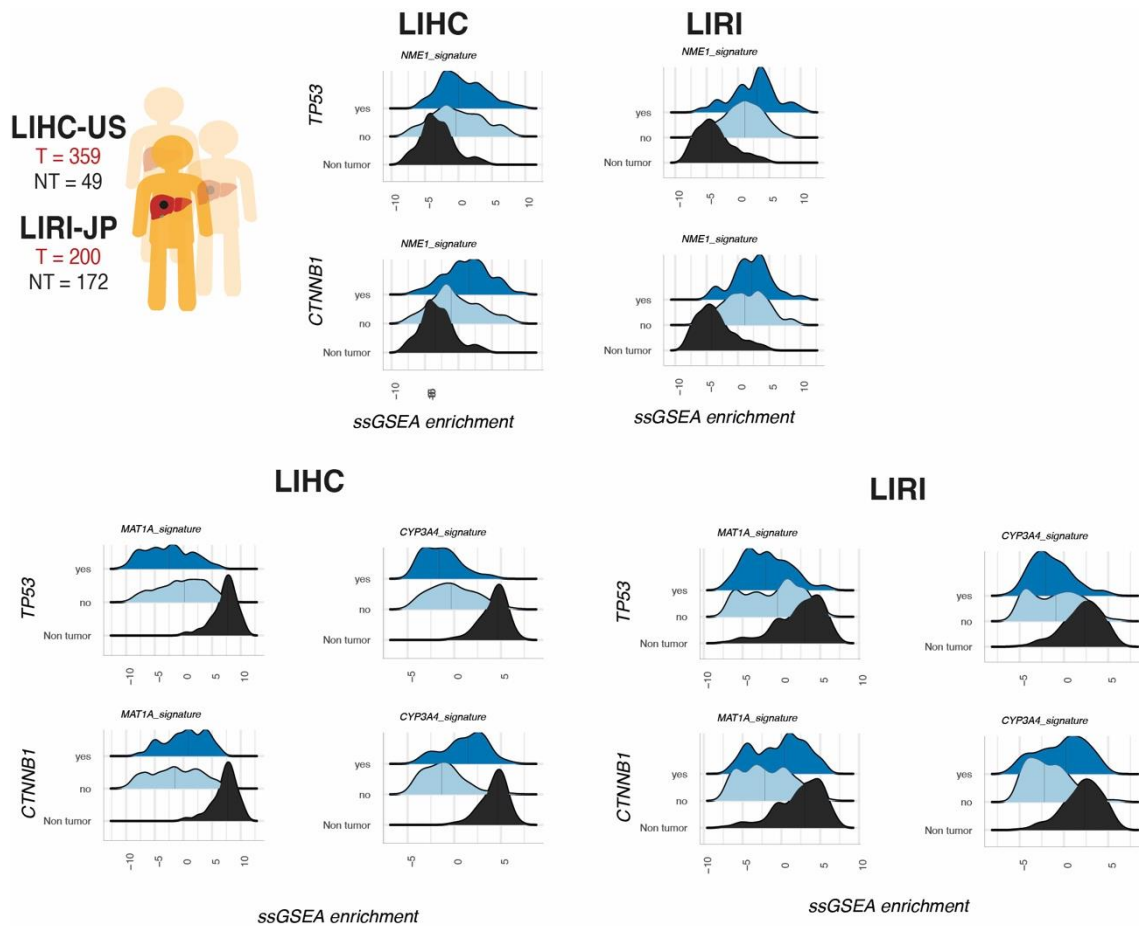 LIHC
LIRI
LIHC-US
T = 359
NT = 49
LIRI-JP
T = 200
NT = 172
TP53
NME1_signature
yes
no
Non tumor
-10
-5
0
5
10
NME1_signature
yes
no
Non tumor
-10
-5
0
5
10
CTNNB1
NME1_signature
yes
no
Non tumor
-10
NME1_signature
yes
no
Non tumor
-10
-5
0
5
10
ssGSEA enrichment
ssGSEA enrichment
LIHC
TP53
MAT1A_signature
yes
no
Non tumor
-10
-5
0
5
10
CYP3A4_signature
yes
no
Non tumor
-5
0
5
CTNNB1
MAT1A_signature
yes
no
Non tumor
-10
-5
0
5
10
CYP3A4_signature
yes
no
Non tumor
-5
0
5
ssGSEA enrichment
LIRI
TP53
MAT1A_signature
yes
no
Non tumor
-10
-5
0
5
10
CYP3A4_signature
yes
no
Non tumor
-5
0
5
CTNNB1
MAT1A_signature
yes
no
Non tumor
-10
-5
0
5
10
CYP3A4_signature
yes
no
Non tumor
-5
0
5
ssGSEA enrichment